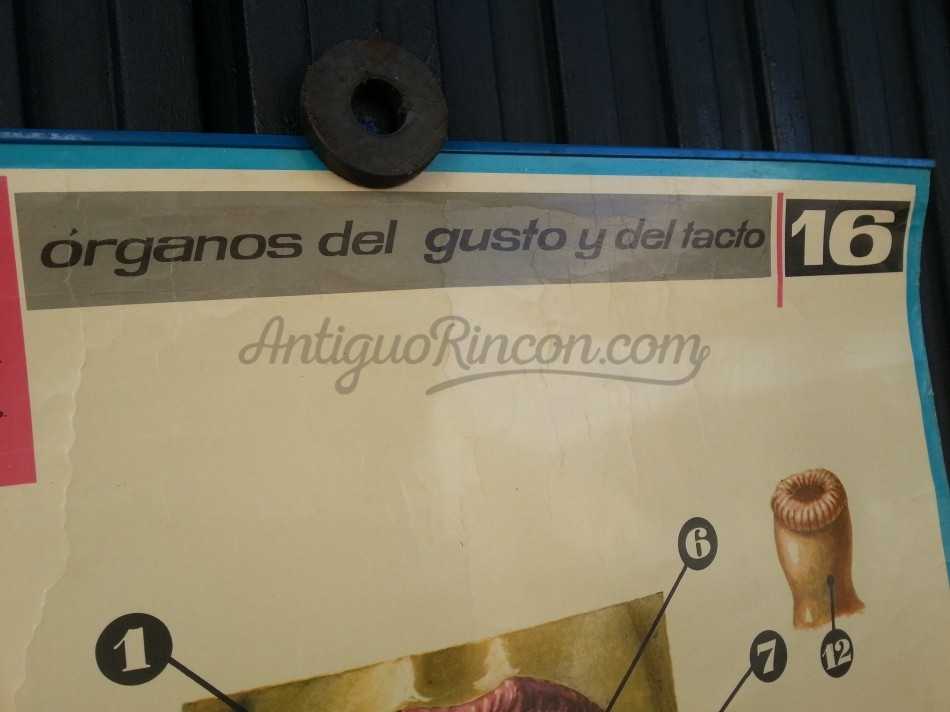 órganos del gusto y del tacto
16
AntiguoRincon.com
6
1
7
12